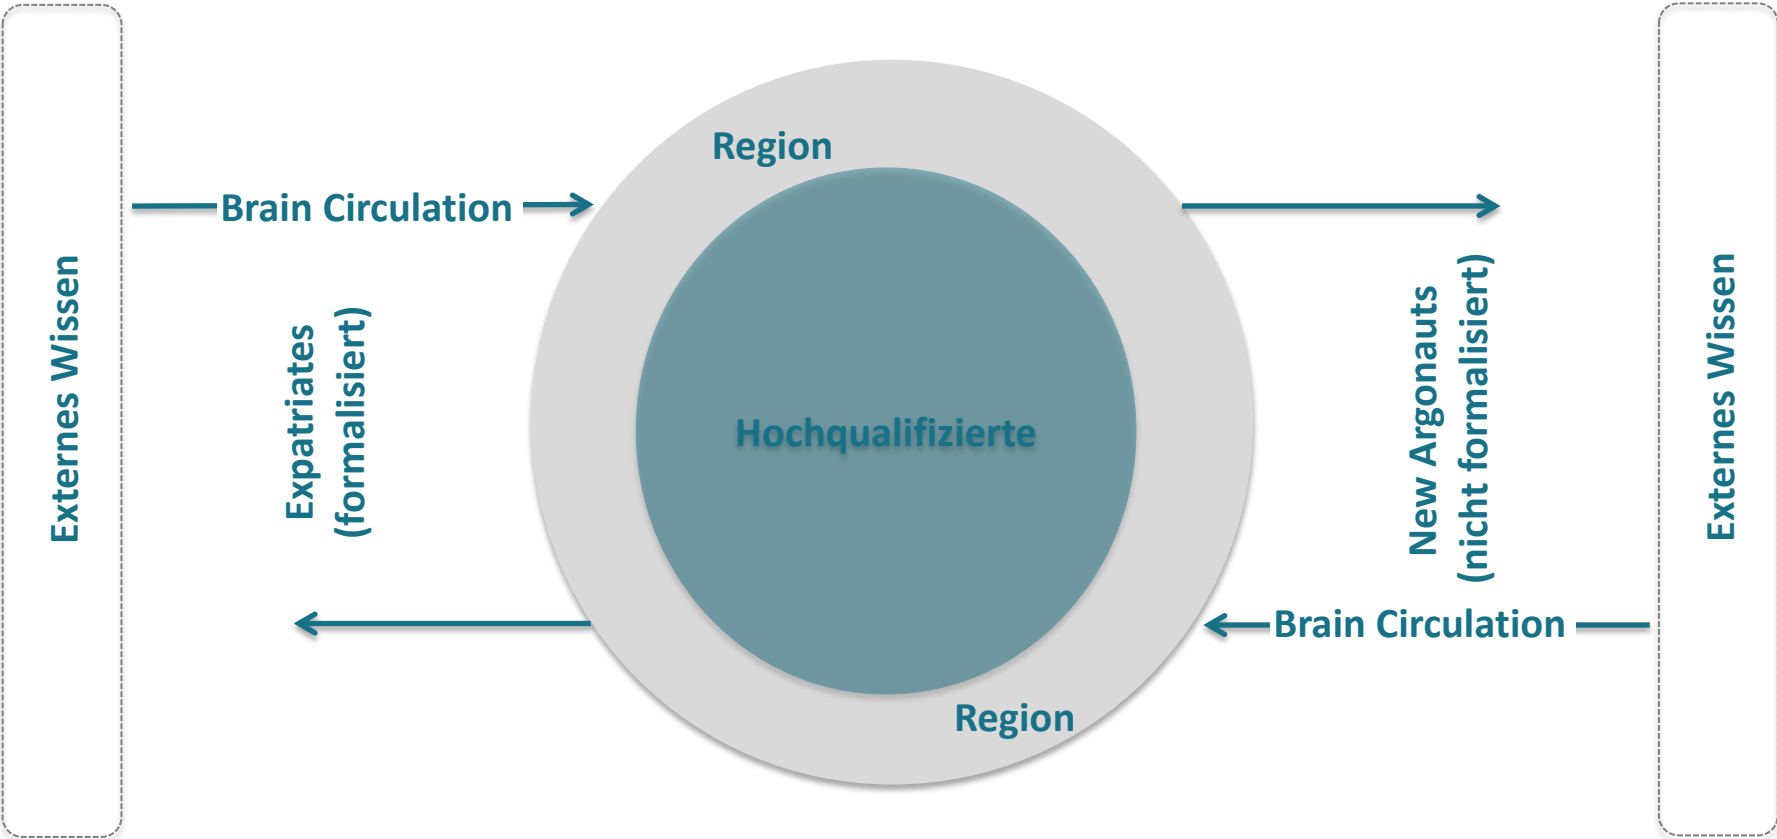 Externes Wissen
Brain Circulation
Expatriates
(formalisiert)
Region
Hochqualifizierte
Region
New Argonauts
(nicht formalisiert)
Brain Circulation
Externes Wissen